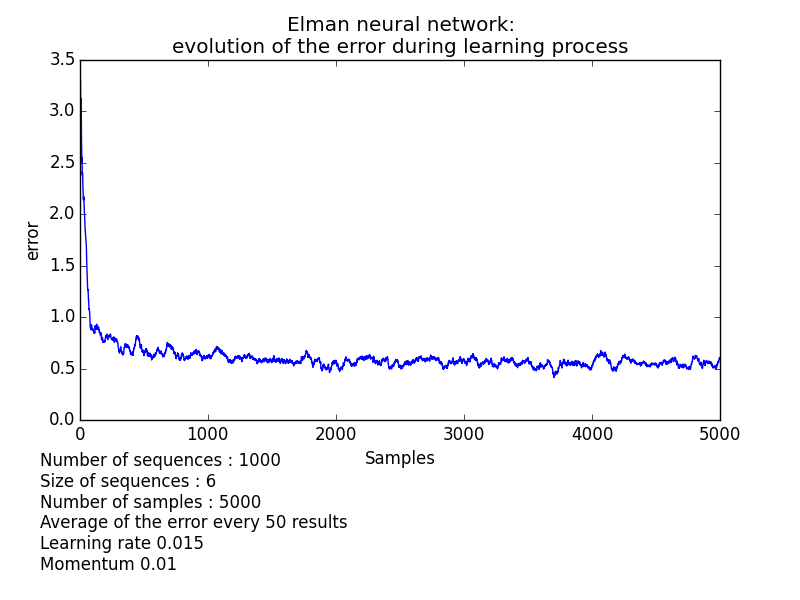 Elman neural network:
evolution of the error during learning process
3.5
3.0
2.5
2.0
1.5
1.0
0.5
0.0
error
0 1000 2000 3000 4000 5000
Samples
Number of sequences : 1000
Size of sequences : 6
Number of samples : 5000
Average of the error every 50 results
Learning rate 0.015
Momentum 0.01